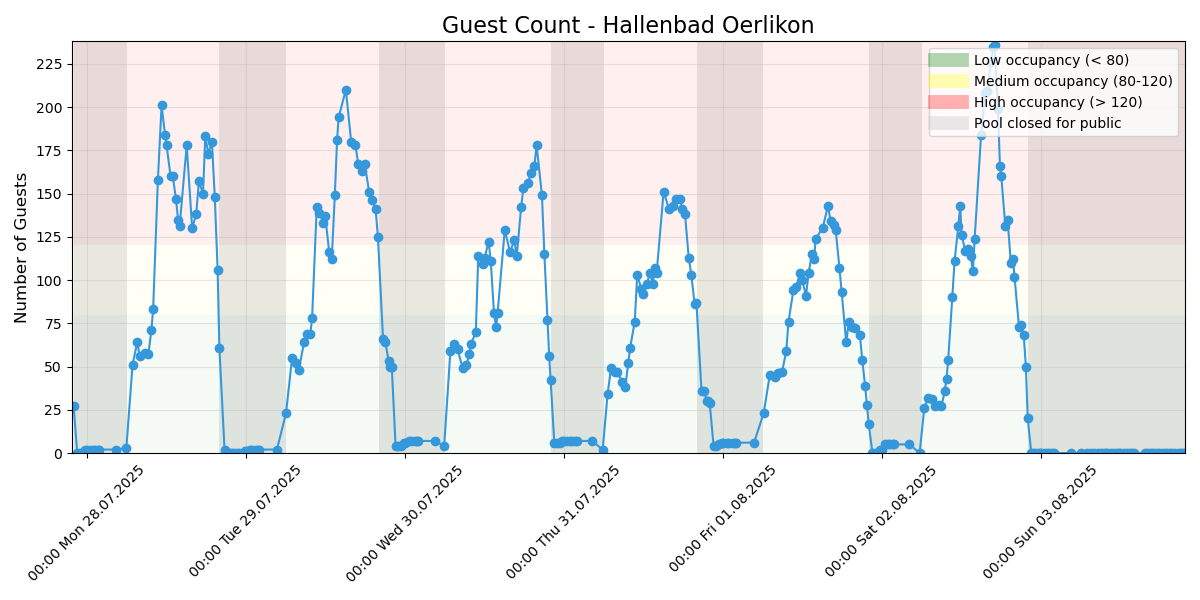 Guest Count - Hallenbad Oerlikon
Number of Guests
225
200
175
150
125
100
75
50
25
0
Low occupancy (< 80)
Medium occupancy (80-120)
High occupancy (> 120)
Pool closed for public
00:00 Mon 28.07.2025
00:00 Tue 29.07.2025
00:00 Wed 30.07.2025
00:00 Thu 31.07.2025
00:00 Fri 01.08.2025
00:00 Sat 02.08.2025
00:00 Sun 03.08.2025